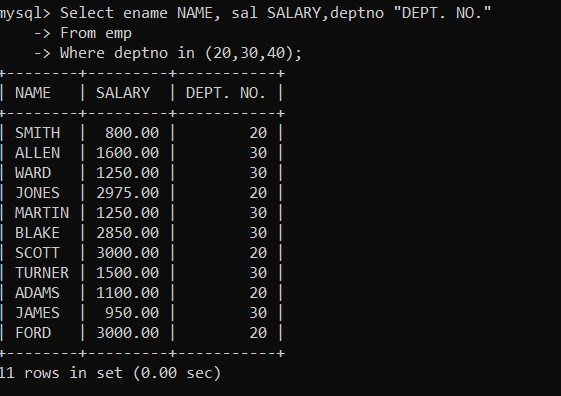 mysql> Select ename NAME, sal SALARY,deptno "DEPT. NO."
    -> From emp
    -> Where deptno in (20,30,40);
+--------+---------+-----------+
| NAME   | SALARY  | DEPT. NO. |
+--------+---------+-----------+
| SMITH  |  800.00 |        20 |
| ALLEN  | 1600.00 |        30 |
| WARD   | 1250.00 |        30 |
| JONES  | 2975.00 |        20 |
| MARTIN | 1250.00 |        30 |
| BLAKE  | 2850.00 |        30 |
| SCOTT  | 3000.00 |        20 |
| TURNER | 1500.00 |        30 |
| ADAMS  | 1100.00 |        20 |
| JAMES  |  950.00 |        30 |
| FORD   | 3000.00 |        20 |
+--------+---------+-----------+
11 rows in set (0.00 sec)